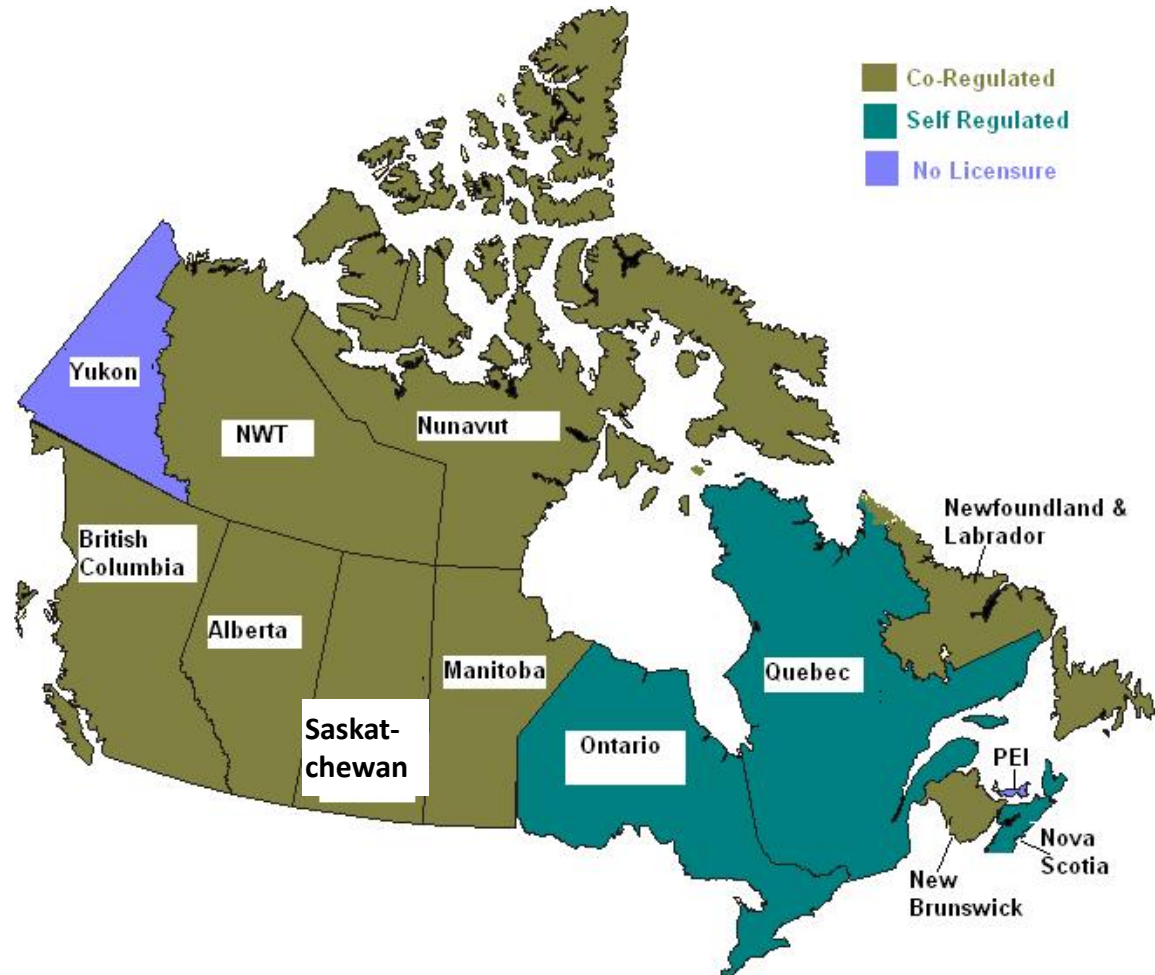 Co-Regulated
Self Regulated
No Licensure
Yukon
NWT
Nunavut
Newfoundland &
Labrador
British
Columbia
Alberta
Manitoba
Quebec
Saskat-
chewan
Ontario
PEI
Nova
Scotia
New
Brunswick